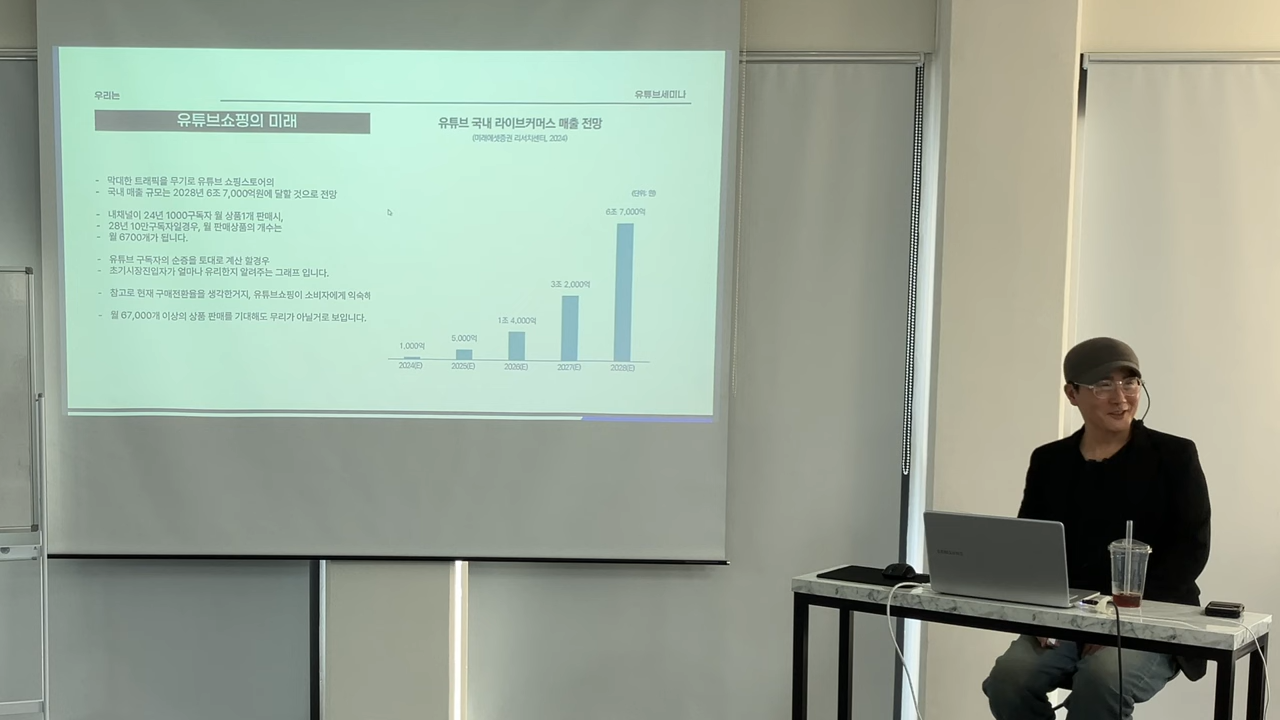 우리는
유튜브세미나
유튜브쇼핑의 미래
- 막대한 트래픽을 무기로 유튜브 쇼핑스토어의
- 국내 매출 규모는 2028년 6조 7,000억원에 달할 것으로 전망
- 내채널이 24년 1000구독자 월 상품1개 판매시,
- 28년 10만구독자일경우, 월 판매상품의 개수는
- 월 6700개가 됩니다.
- 유튜브 구독자의 순증을 토대로 계산 할경우
- 초기시장진입자가 얼마나 유리한지 알려주는 그래프 입니다.
- 참고로 현재 구매전환율을 생각한거지, 유튜브쇼핑이 소비자에게 익숙해
- 월 67,000개 이상의 상품 판매를 기대해도 무리가 아닐거로 보입니다.
유튜브 국내 라이브커머스 매출 전망
(미래에셋증권 리서치센터, 2024)
(단위: 원)
6조 7,000억
3조 2,000억
1조 4,000억
5,000억
1,000억
2024(E) 2025(E) 2026(E) 2027(E) 2028(E)
SAMSUNG